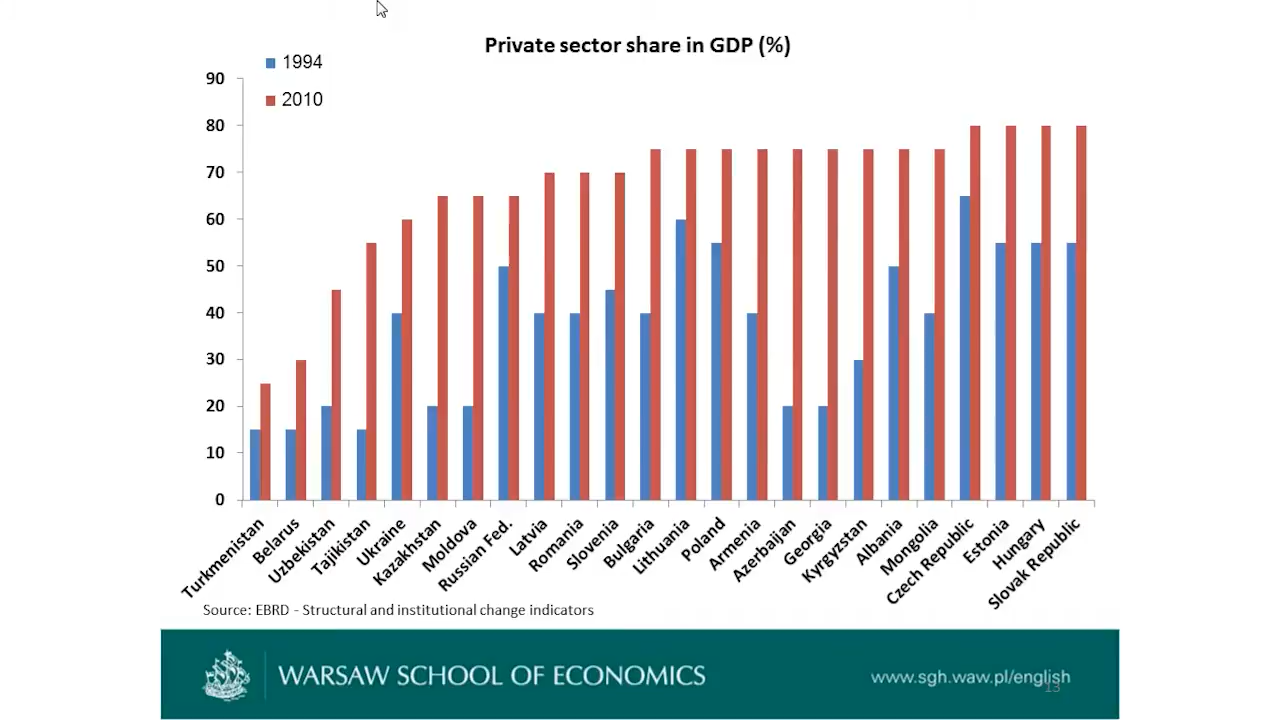 Private sector share in GDP (%)
1994
2010
90
80
70
60
50
40
30
20
10
0
Turkmenistan
Belarus
Uzbekistan
Tajikistan
Ukraine
Kazakhstan
Moldova
Russian Fed.
Latvia
Romania
Slovenia
Bulgaria
Lithuania
Poland
Armenia
Azerbaijan
Georgia
Kyrgyzstan
Albania
Mongolia
Czech Republic
Estonia
Hungary
Slovak Republic
Source: EBRD - Structural and institutional change indicators
WARSAW SCHOOL OF ECONOMICS
www.sgh.waw.pl/english
13